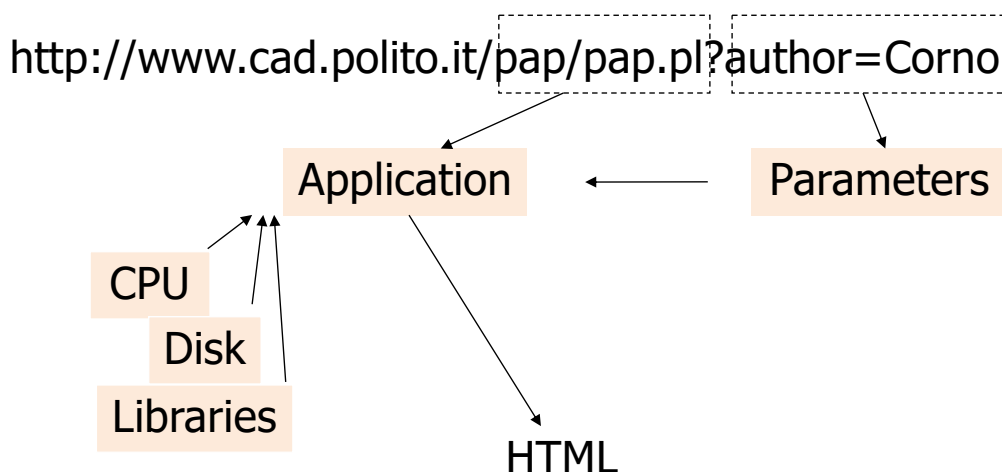 http://www.cad.polito.it/pap/pap.pl?author=Corno
Application
Parameters
CPU
Disk
Libraries
HTML